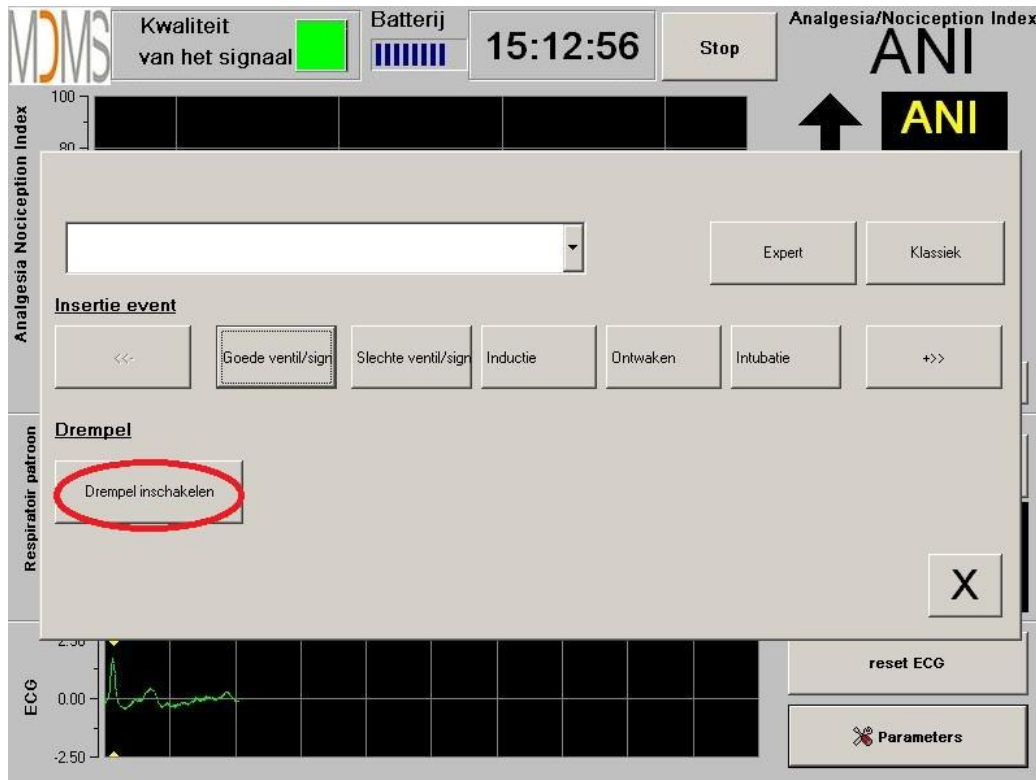 MDMS
Kwaliteit
van het signaal
Batterij
15:12:56
Stop
Analgesia/Nociception Index
ANI
ANI
Analgesia Nociception Index
100
80
Expert
Klassiek
Insertie event
<<-
Goede ventil/sign
Slechte ventil/sign
Inductie
Ontwaken
Intubatie
+>>
Drempel
Drempel inschakelen
X
Respiratoir patroon
ECG
2.50
0.00
-2.50
reset ECG
Parameters